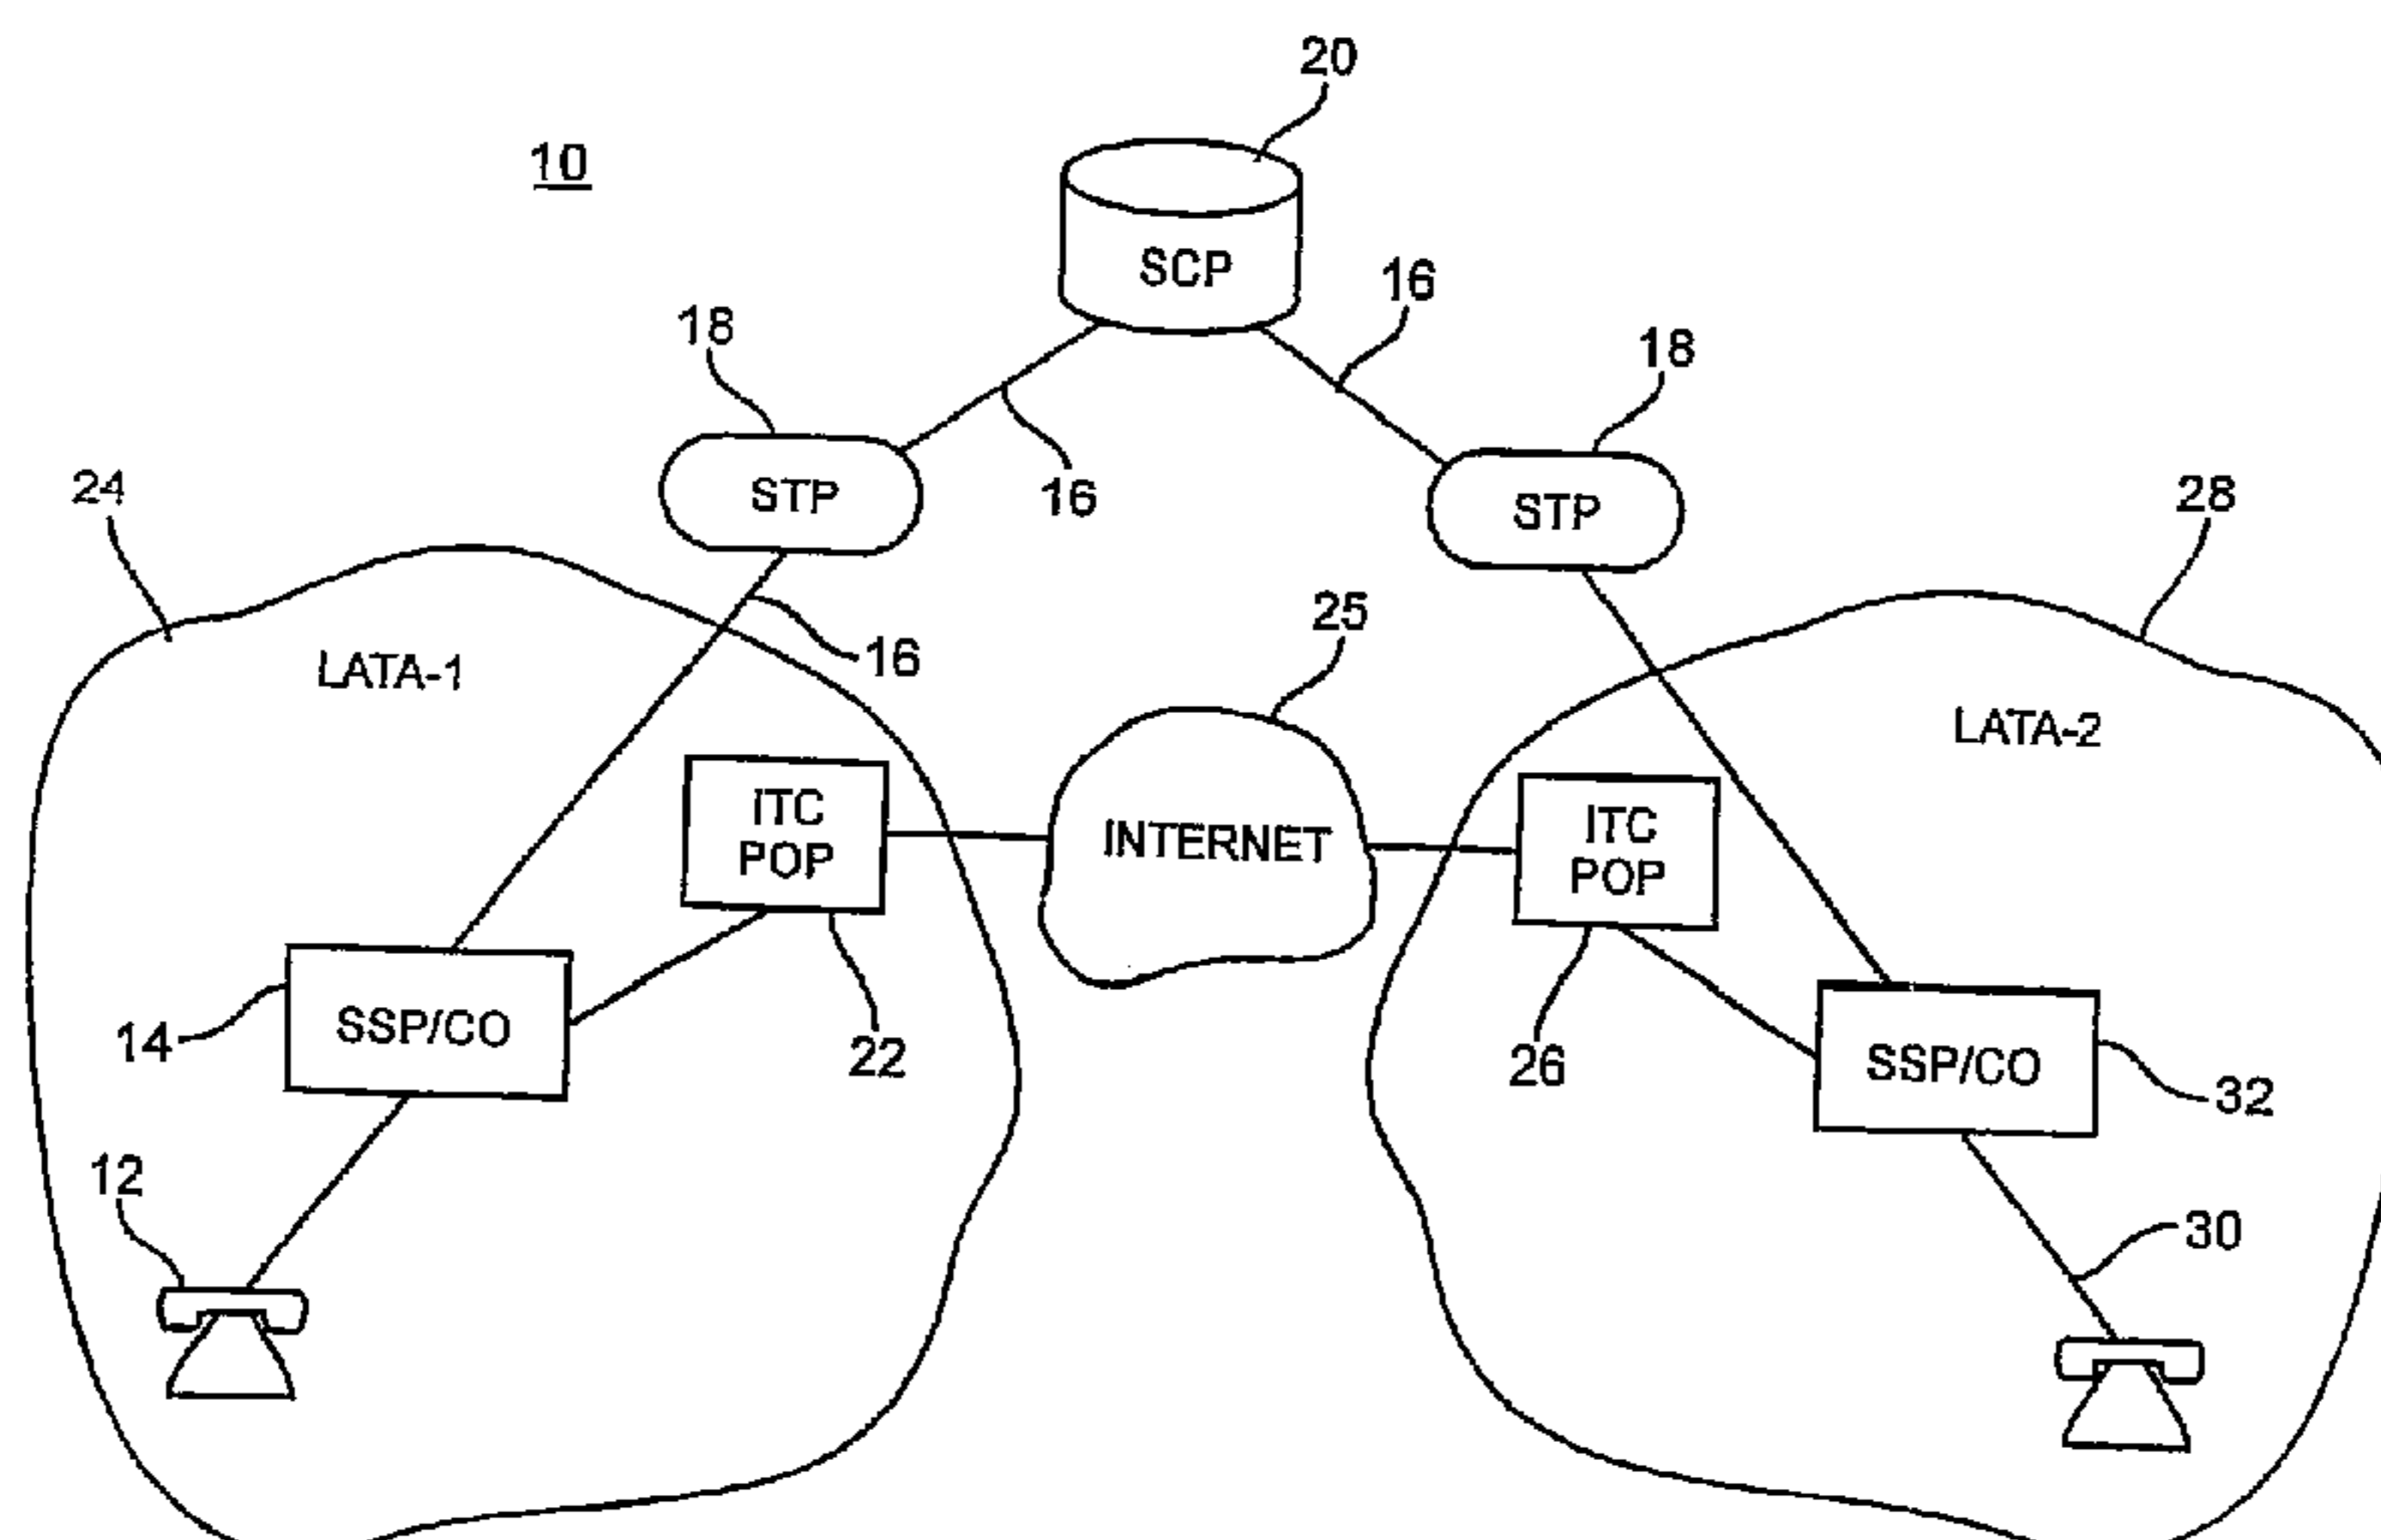 20
10
SCP
16
18
18
STP
16
24
STP
28
25
16
LATA-1
LATA-2
ITC
POP
INTERNET
ITC
POP
14
SSP/CO
22
26
SSP/CO
32
12
30